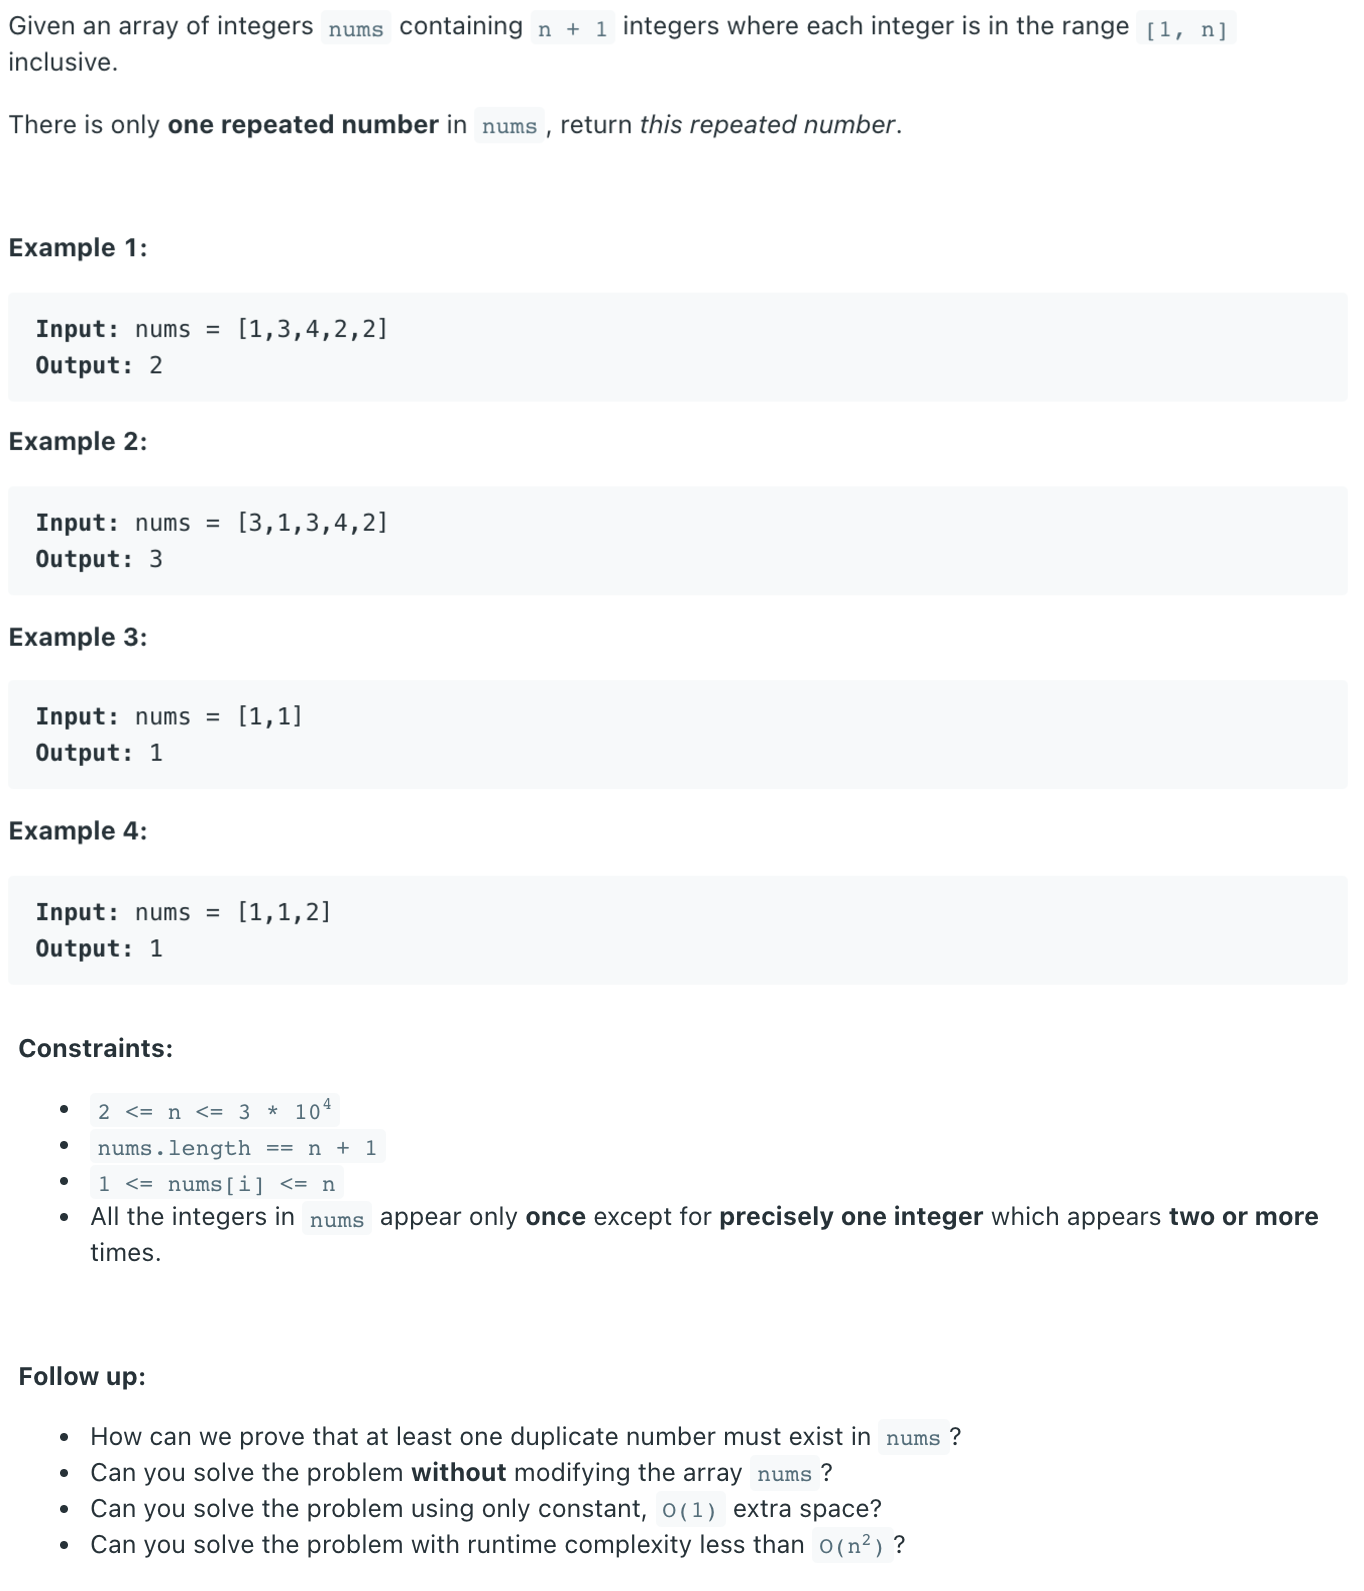 Given an array of integers nums containing n + 1 integers where each integer is in the range [1, n]
inclusive.
There is only one repeated number in nums , return this repeated number.
Example 1:
Input: nums = [1,3,4,2,2]
Output: 2
Example 2:
Input: nums = [3,1,3,4,2]
Output: 3
Example 3:
Input: nums = [1,1]
Output: 1
Example 4:
Input: nums = [1,1,2]
Output: 1
Constraints:
• 2 <= n <= 3 * 10⁴
• nums.length == n + 1
• 1 <= nums[i] <= n
• All the integers in nums appear only once except for precisely one integer which appears two or more
times.
Follow up:
• How can we prove that at least one duplicate number must exist in nums ?
• Can you solve the problem without modifying the array nums ?
• Can you solve the problem using only constant, O(1) extra space?
• Can you solve the problem with runtime complexity less than O(n²) ?